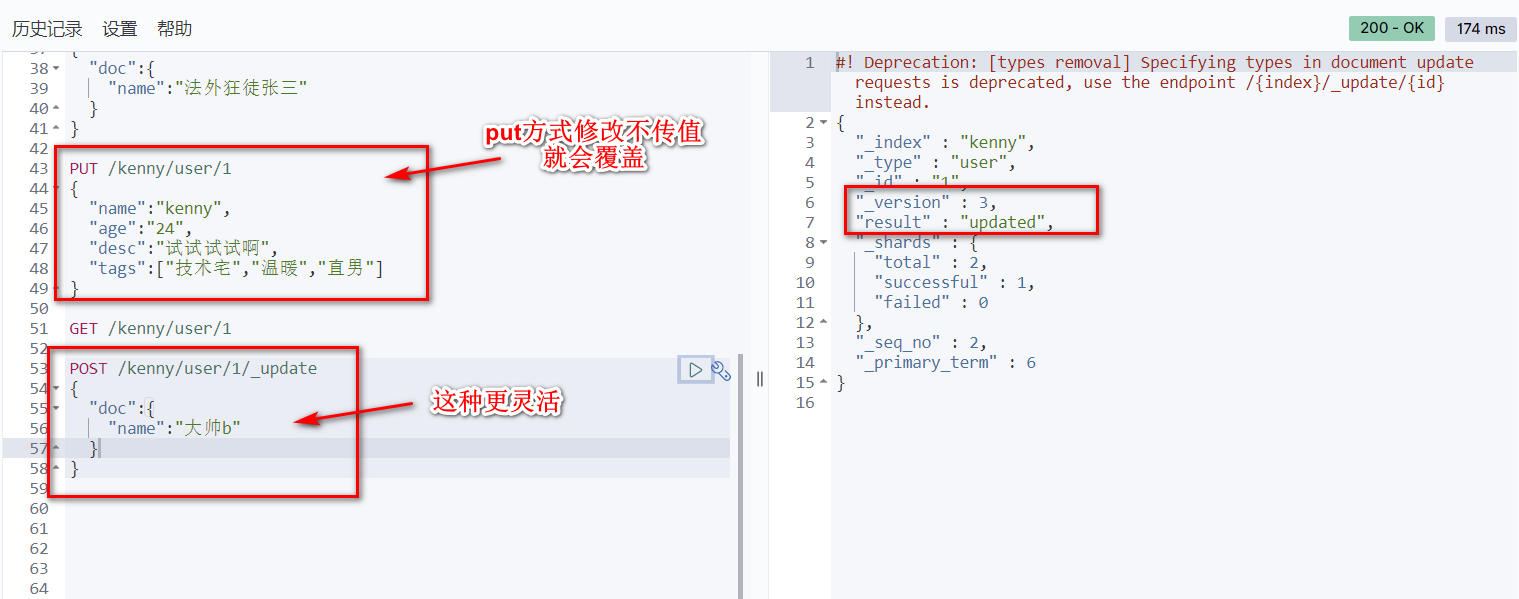 历史记录 设置 帮助
200 - OK 174 ms
37 {
38 "doc":{
39 "name":"法外狂徒张三"
40 }
41 }
42
43 PUT /kenny/user/1
44 {
45 "name":"kenny",
46 "age":"24",
47 "desc":"试试试试啊",
48 "tags":["技术宅","温暖","直男"]
49 }
50
51 GET /kenny/user/1
52
53 POST /kenny/user/1/_update
54 {
55 "doc":{
56 "name":"大帅b"
57 }
58 }
59
60
61
62
63
64
put方式修改不传值
就会覆盖
这种更灵活
1 #! Deprecation: [types removal] Specifying types in document update
requests is deprecated, use the endpoint /{index}/_update/{id}
instead.
2 {
3 "_index" : "kenny",
4 "_type" : "user",
5 "_id" : "1",
6 "_version" : 3,
7 "result" : "updated",
8 "_shards" : {
9 "total" : 2,
10 "successful" : 1,
11 "failed" : 0
12 },
13 "_seq_no" : 2,
14 "_primary_term" : 6
15 }
16